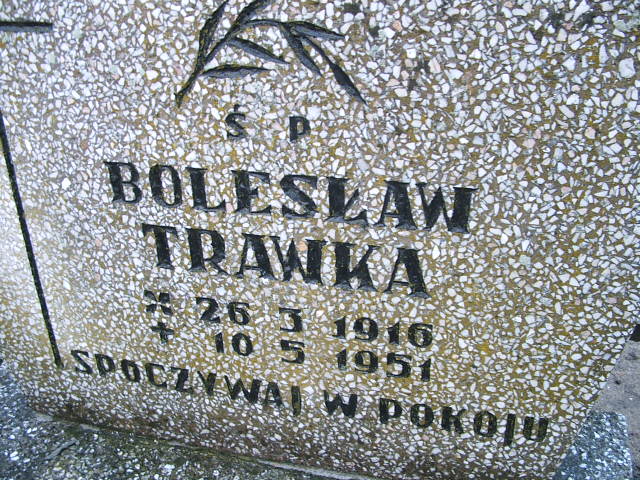 Ś P
BOLESŁAW
TRAWKA
* 26 3 1916
+ 10 5 1951
SPOCZYWAJ W POKOJU